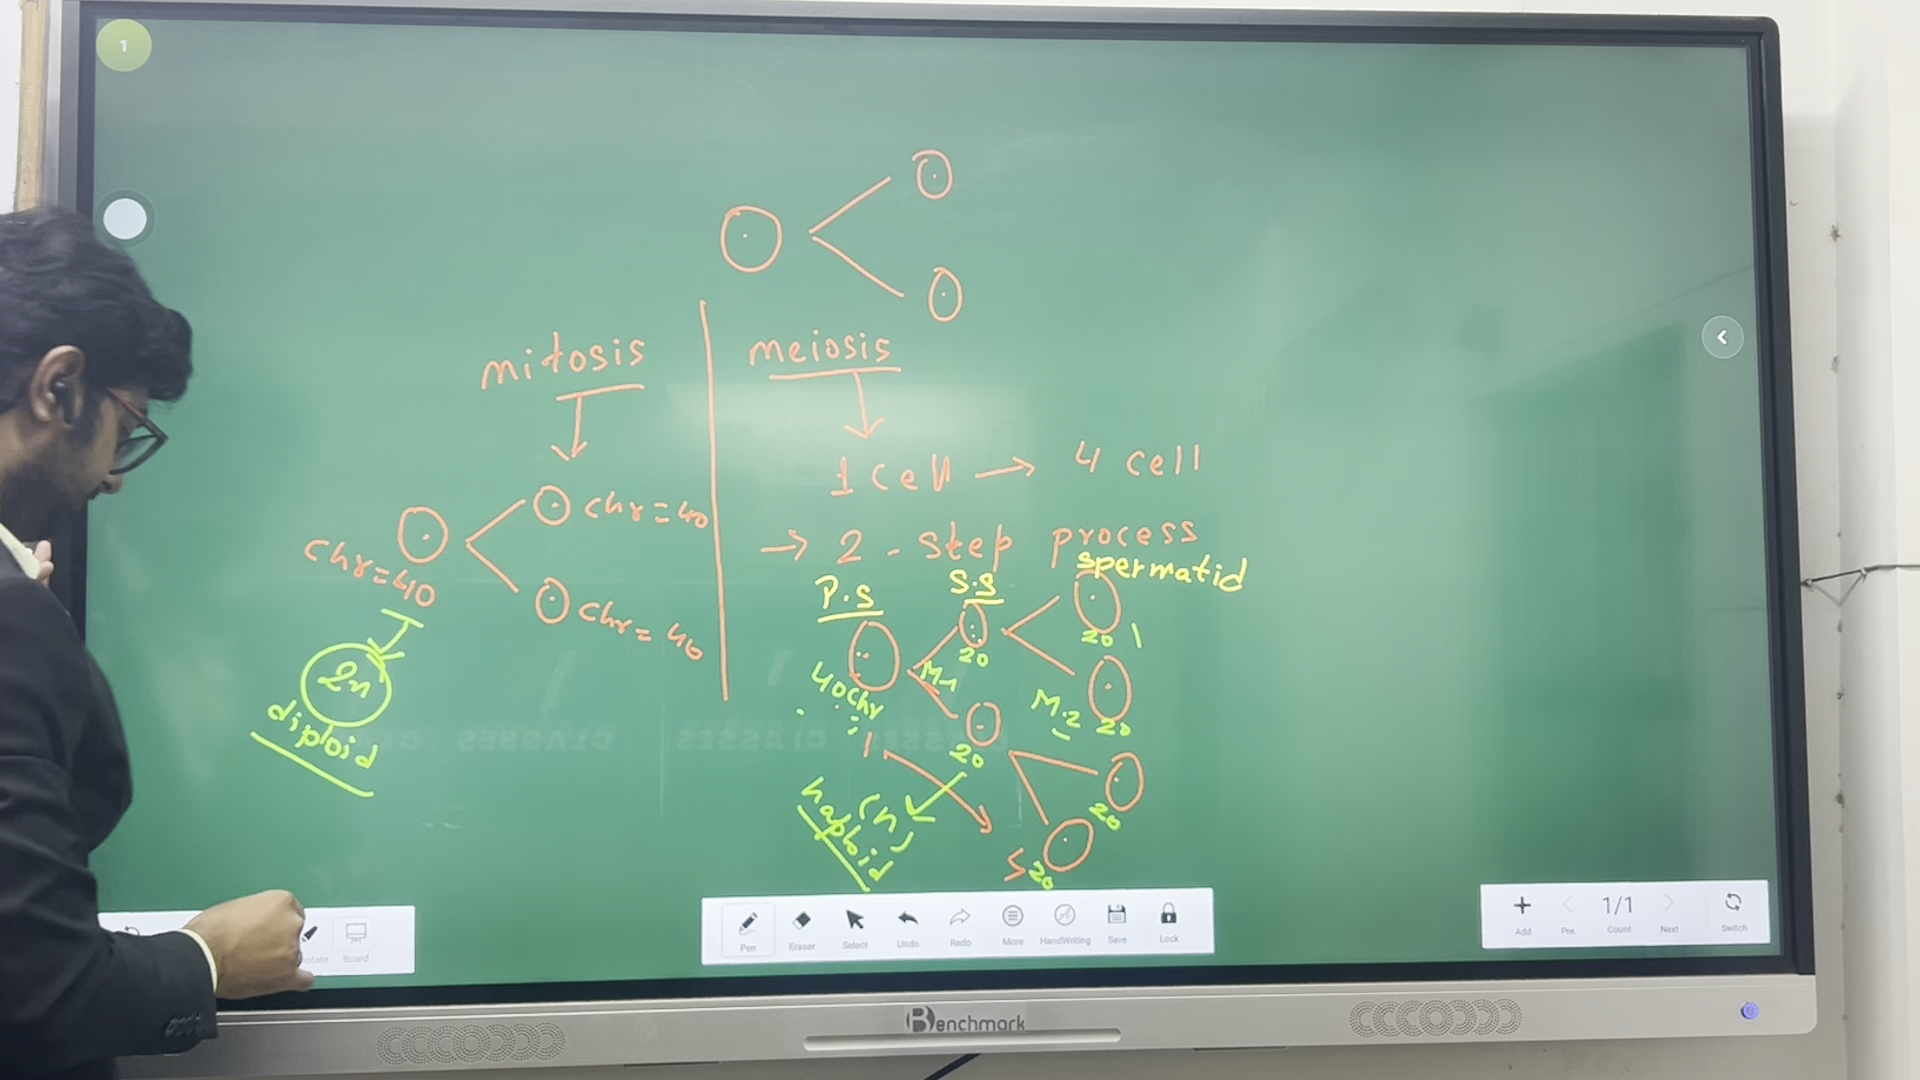 1
mitosis
meiosis
1 cell → 4 cell
chr=40
chr=40
chr=40
→ 2 - step process
P.S
S.S
spermatid
2n
diploid
40chr
M-1
20
20
M.2
20
20
20
20
1
(n)
haploid
Board
Pen
Eraser
Select
Undo
Redo
More
HandWriting
Save
Lock
Add
Pre.
1/1
Count
Next
Switch
Benchmark